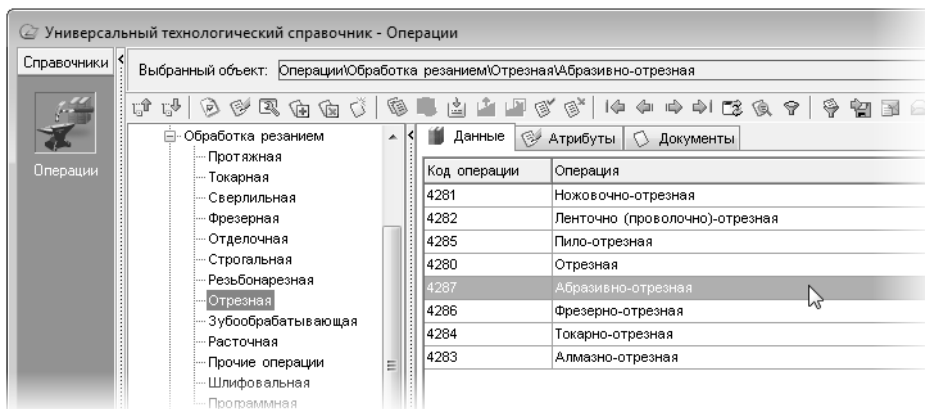 Универсальный технологический справочник - Операции
Справочники
Выбранный объект: Операции\Обработка резанием\Отрезная\Абразивно-отрезная
Операции
Обработка резанием
Протяжная
Токарная
Сверлильная
Фрезерная
Отделочная
Строгальная
Резьбонарезная
Отрезная
Зубообрабатывающая
Расточная
Прочие операции
Шлифовальная
Программная
Данные Атрибуты Документы
Код операции Операция
4281 Ножовочно-отрезная
4282 Ленточно (проволочно)-отрезная
4285 Пило-отрезная
4280 Отрезная
4287 Абразивно-отрезная
4286 Фрезерно-отрезная
4284 Токарно-отрезная
4283 Алмазно-отрезная